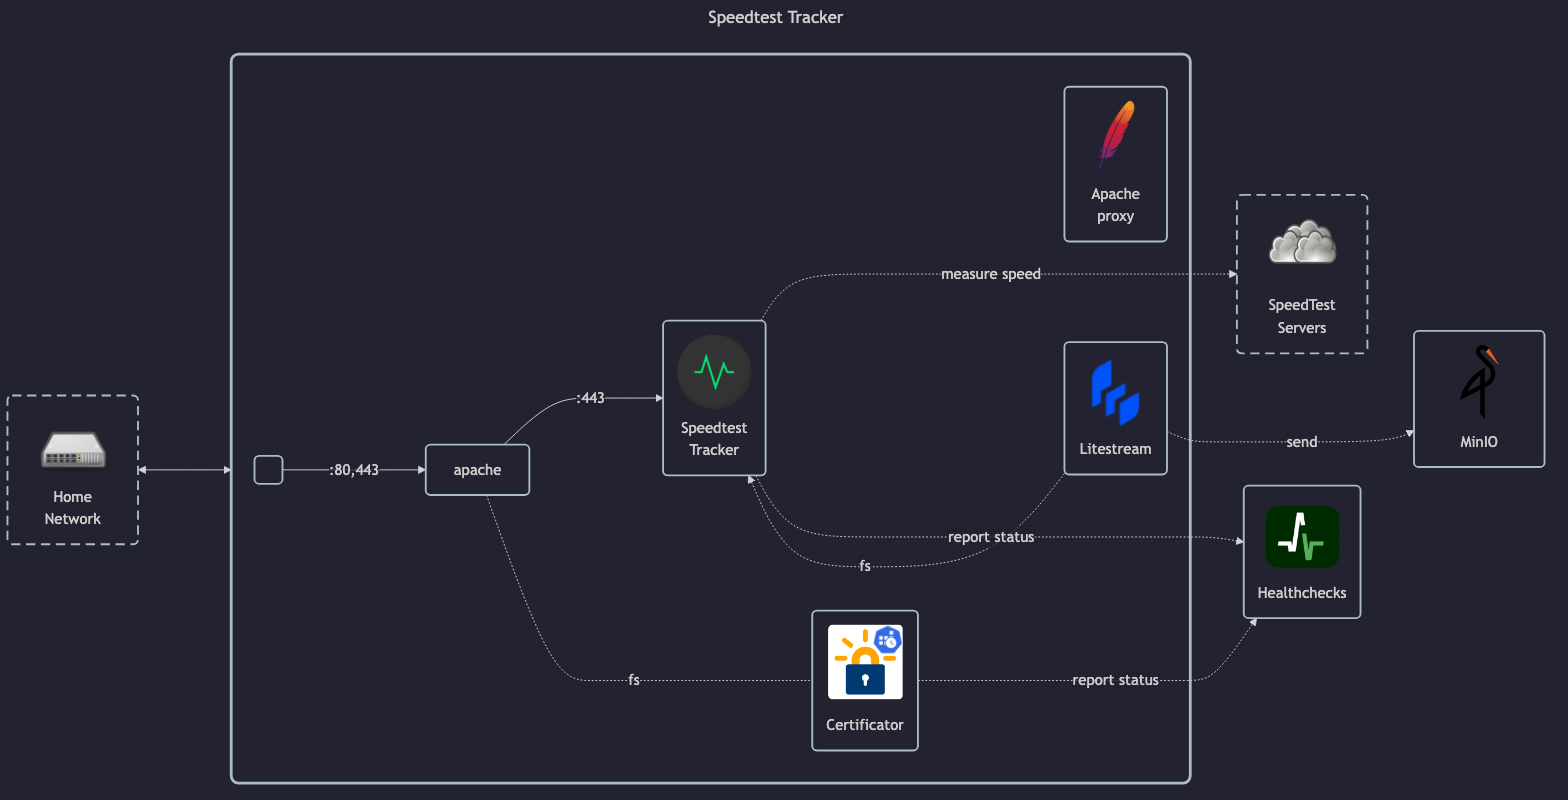 Speedtest Tracker
Apache
proxy
measure speed
SpeedTest
Servers
:443
Speedtest
Tracker
Litestream
send
MinIO
Home
Network
:80,443
apache
report status
fs
Healthchecks
fs
Certificator
report status